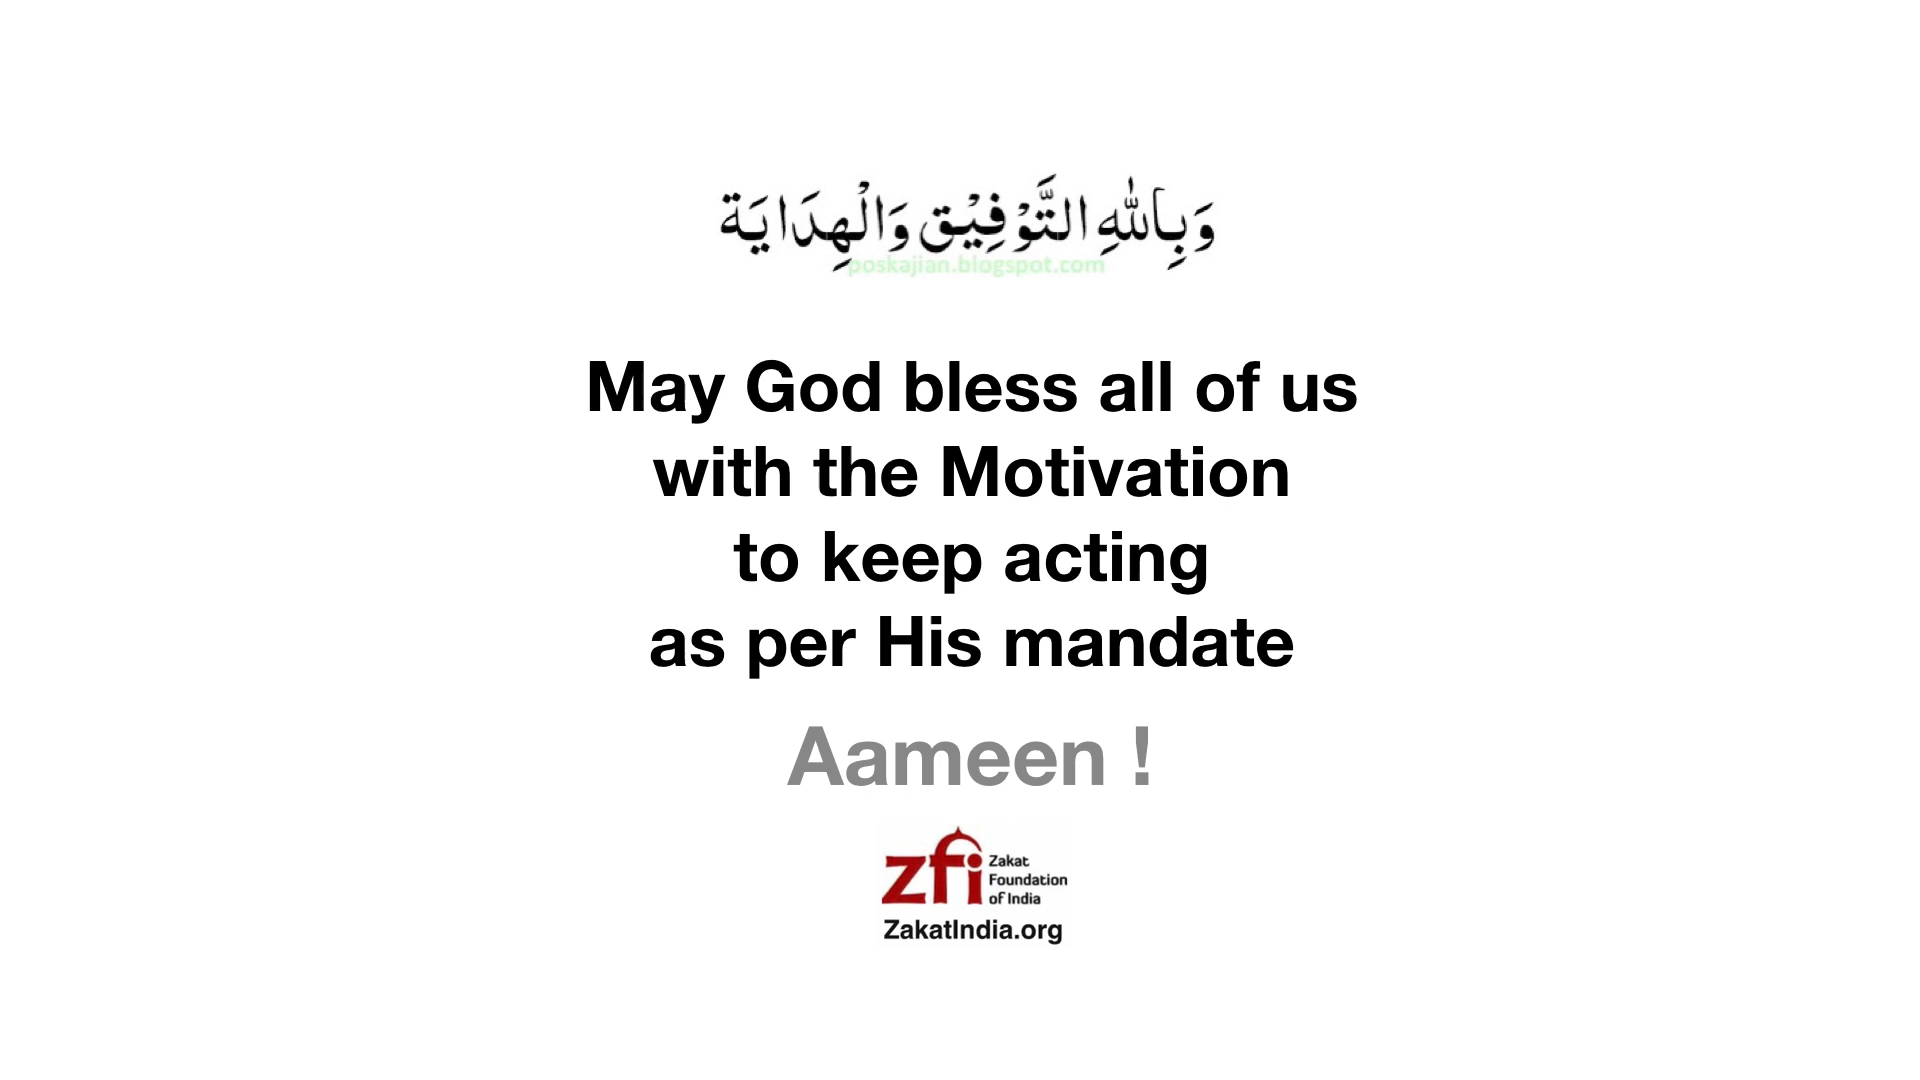 وَبِاللّٰهِ التَّوْفِيْق وَالْهِدَايَة
poskajian.blogspot.com
May God bless all of us
with the Motivation
to keep acting
as per His mandate
Aameen !
zfi
Zakat
Foundation
of India
ZakatIndia.org